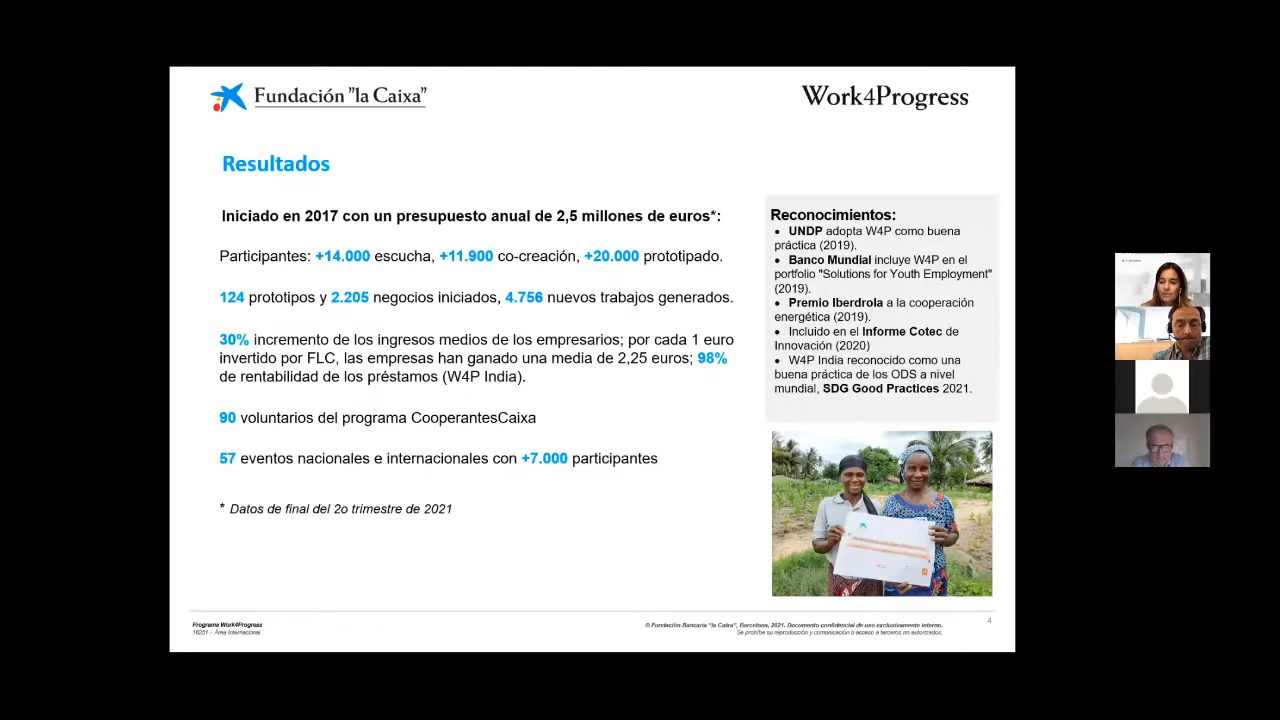 Fundación "la Caixa"
Work4Progress
Resultados
Iniciado en 2017 con un presupuesto anual de 2,5 millones de euros*:
Participantes: +14.000 escucha, +11.900 co-creación, +20.000 prototipado.
124 prototipos y 2.205 negocios iniciados, 4.756 nuevos trabajos generados.
30% incremento de los ingresos medios de los empresarios; por cada 1 euro
invertido por FLC, las empresas han ganado una media de 2,25 euros; 98%
de rentabilidad de los préstamos (W4P India).
90 voluntarios del programa CooperantesCaixa
57 eventos nacionales e internacionales con +7.000 participantes
* Datos de final del 2o trimestre de 2021
Reconocimientos:
• UNDP adopta W4P como buena
práctica (2019).
• Banco Mundial incluye W4P en el
portfolio "Solutions for Youth Employment"
(2019).
• Premio Iberdrola a la cooperación
energética (2019).
• Incluido en el Informe Cotec de
Innovación (2020)
• W4P India reconocido como una
buena práctica de los ODS a nivel
mundial, SDG Good Practices 2021.
Programa Work4Progress
18251 – Área Internacional
© Fundación Bancaria "la Caixa", Barcelona, 2021. Documento confidencial de uso exclusivamente interno.
Se prohíbe su reproducción y comunicación o acceso a terceros no autorizados.
4